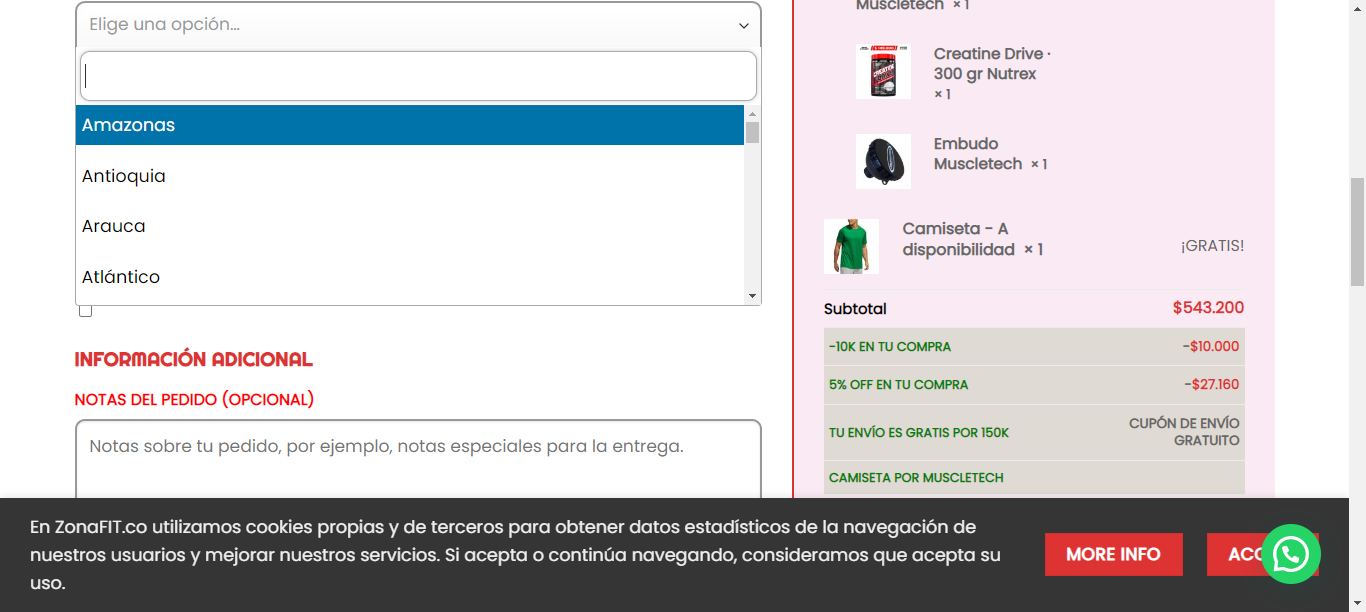 Elige una opción...
Amazonas
Antioquia
Arauca
Atlántico
INFORMACIÓN ADICIONAL
NOTAS DEL PEDIDO (OPCIONAL)
Notas sobre tu pedido, por ejemplo, notas especiales para la entrega.
Muscletech × 1
Creatine Drive ·
300 gr Nutrex
× 1
Embudo
Muscletech × 1
Camiseta - A
disponibilidad × 1
¡GRATIS!
Subtotal $543.200
-10K EN TU COMPRA -$10.000
5% OFF EN TU COMPRA -$27.160
TU ENVÍO ES GRATIS POR 150K
CUPÓN DE ENVÍO
GRATUITO
CAMISETA POR MUSCLETECH
En ZonaFIT.co utilizamos cookies propias y de terceros para obtener datos estadísticos de la navegación de
nuestros usuarios y mejorar nuestros servicios. Si acepta o continúa navegando, consideramos que acepta su
uso.
MORE INFO